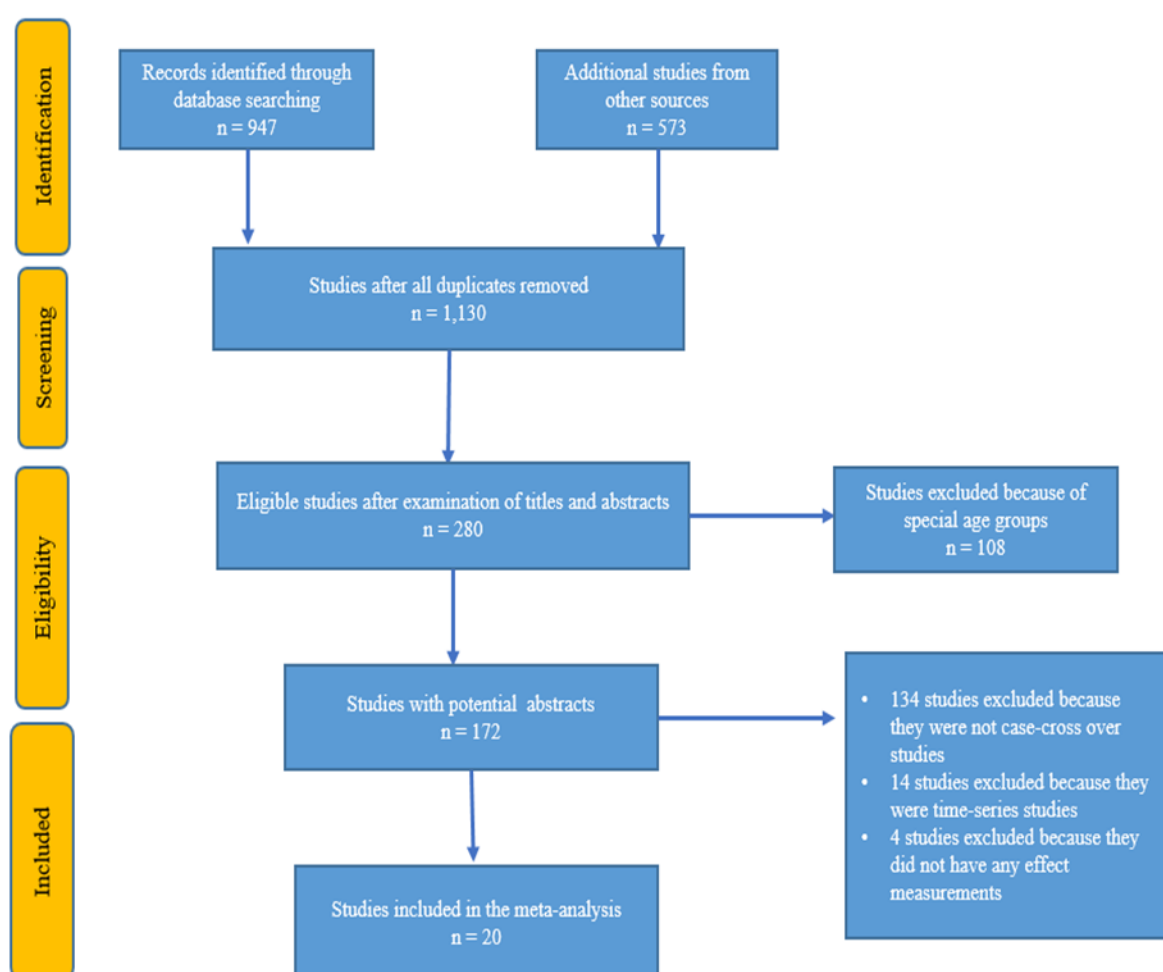 Identification
Records identified through
database searching
n = 947
Additional studies from
other sources
n = 573
Screening
Studies after all duplicates removed
n = 1,130
Eligibility
Eligible studies after examination of titles and abstracts
n = 280
Studies excluded because of
special age groups
n = 108
Studies with potential abstracts
n = 172
• 134 studies excluded because
they were not case-cross over
studies
• 14 studies excluded because they
were time-series studies
• 4 studies excluded because they
did not have any effect
measurements
Included
Studies included in the meta-analysis
n = 20